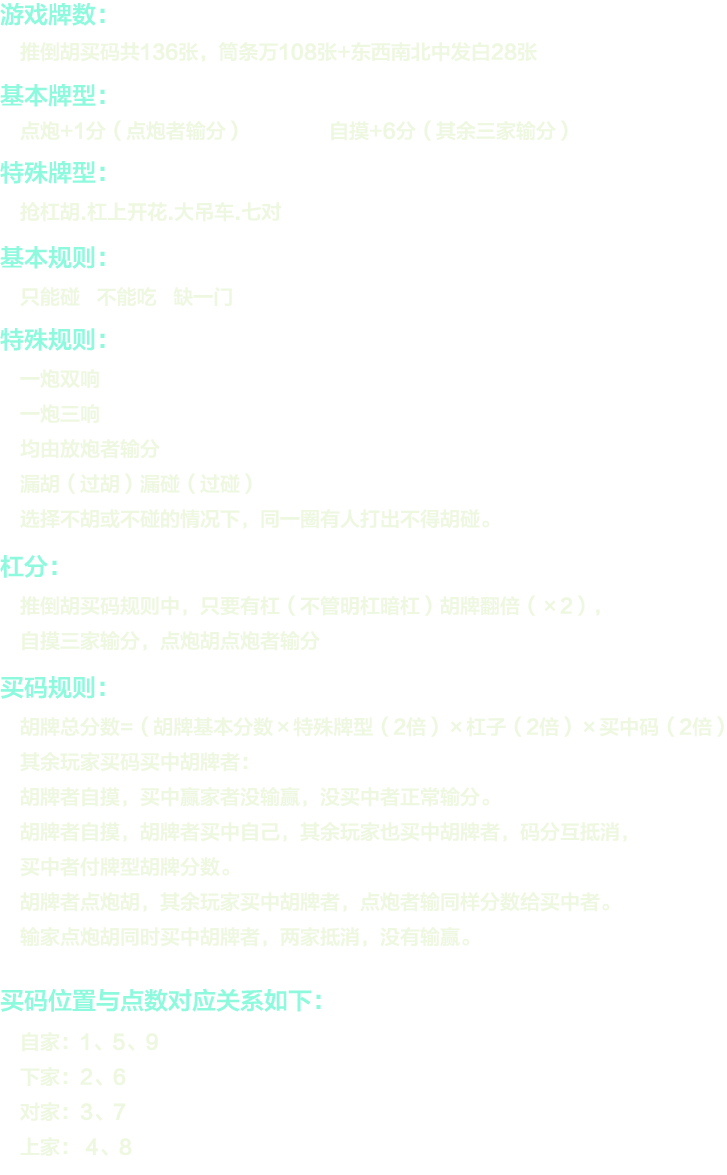 游戏牌数：
推倒胡买码共136张，筒条万108张+东西南北中发白28张
基本牌型：
点炮+1分（点炮者输分） 自摸+6分（其余三家输分）
特殊牌型：
抢杠胡.杠上开花.大吊车.七对
基本规则：
只能碰 不能吃 缺一门
特殊规则：
一炮双响
一炮三响
均由放炮者输分
漏胡（过胡）漏碰（过碰）
选择不胡或不碰的情况下，同一圈有人打出不得胡碰。
杠分：
推倒胡买码规则中，只要有杠（不管明杠暗杠）胡牌翻倍（×2），
自摸三家输分，点炮胡点炮者输分
买码规则：
胡牌总分数=（胡牌基本分数×特殊牌型（2倍）×杠子（2倍）×买中码（2倍）
其余玩家买码买中胡牌者：
胡牌者自摸，买中赢家者没输赢，没买中者正常输分。
胡牌者自摸，胡牌者买中自己，其余玩家也买中胡牌者，码分互抵消，
买中者付牌型胡牌分数。
胡牌者点炮胡，其余玩家买中胡牌者，点炮者输同样分数给买中者。
输家点炮胡同时买中胡牌者，两家抵消，没有输赢。
买码位置与点数对应关系如下：
自家：1、5、9
下家：2、6
对家：3、7
上家： 4、8